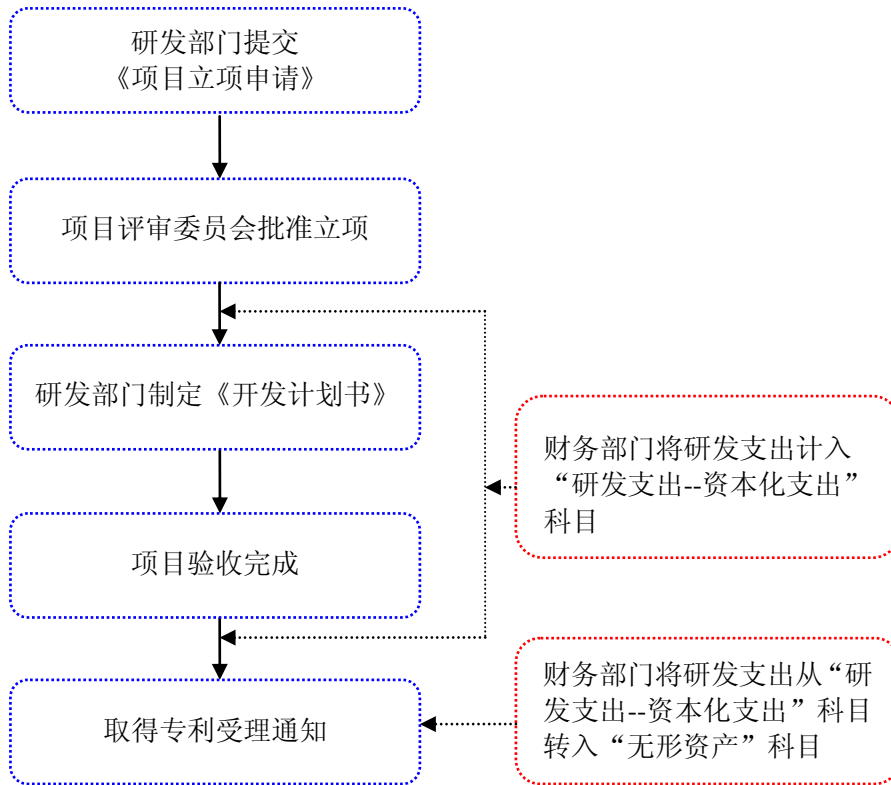 研发部门提交
《项目立项申请》
项目评审委员会批准立项
研发部门制定《开发计划书》
财务部门将研发支出计入
“研发支出--资本化支出”
科目
项目验收完成
财务部门将研发支出从“研
发支出--资本化支出”科目
转入“无形资产”科目
取得专利受理通知